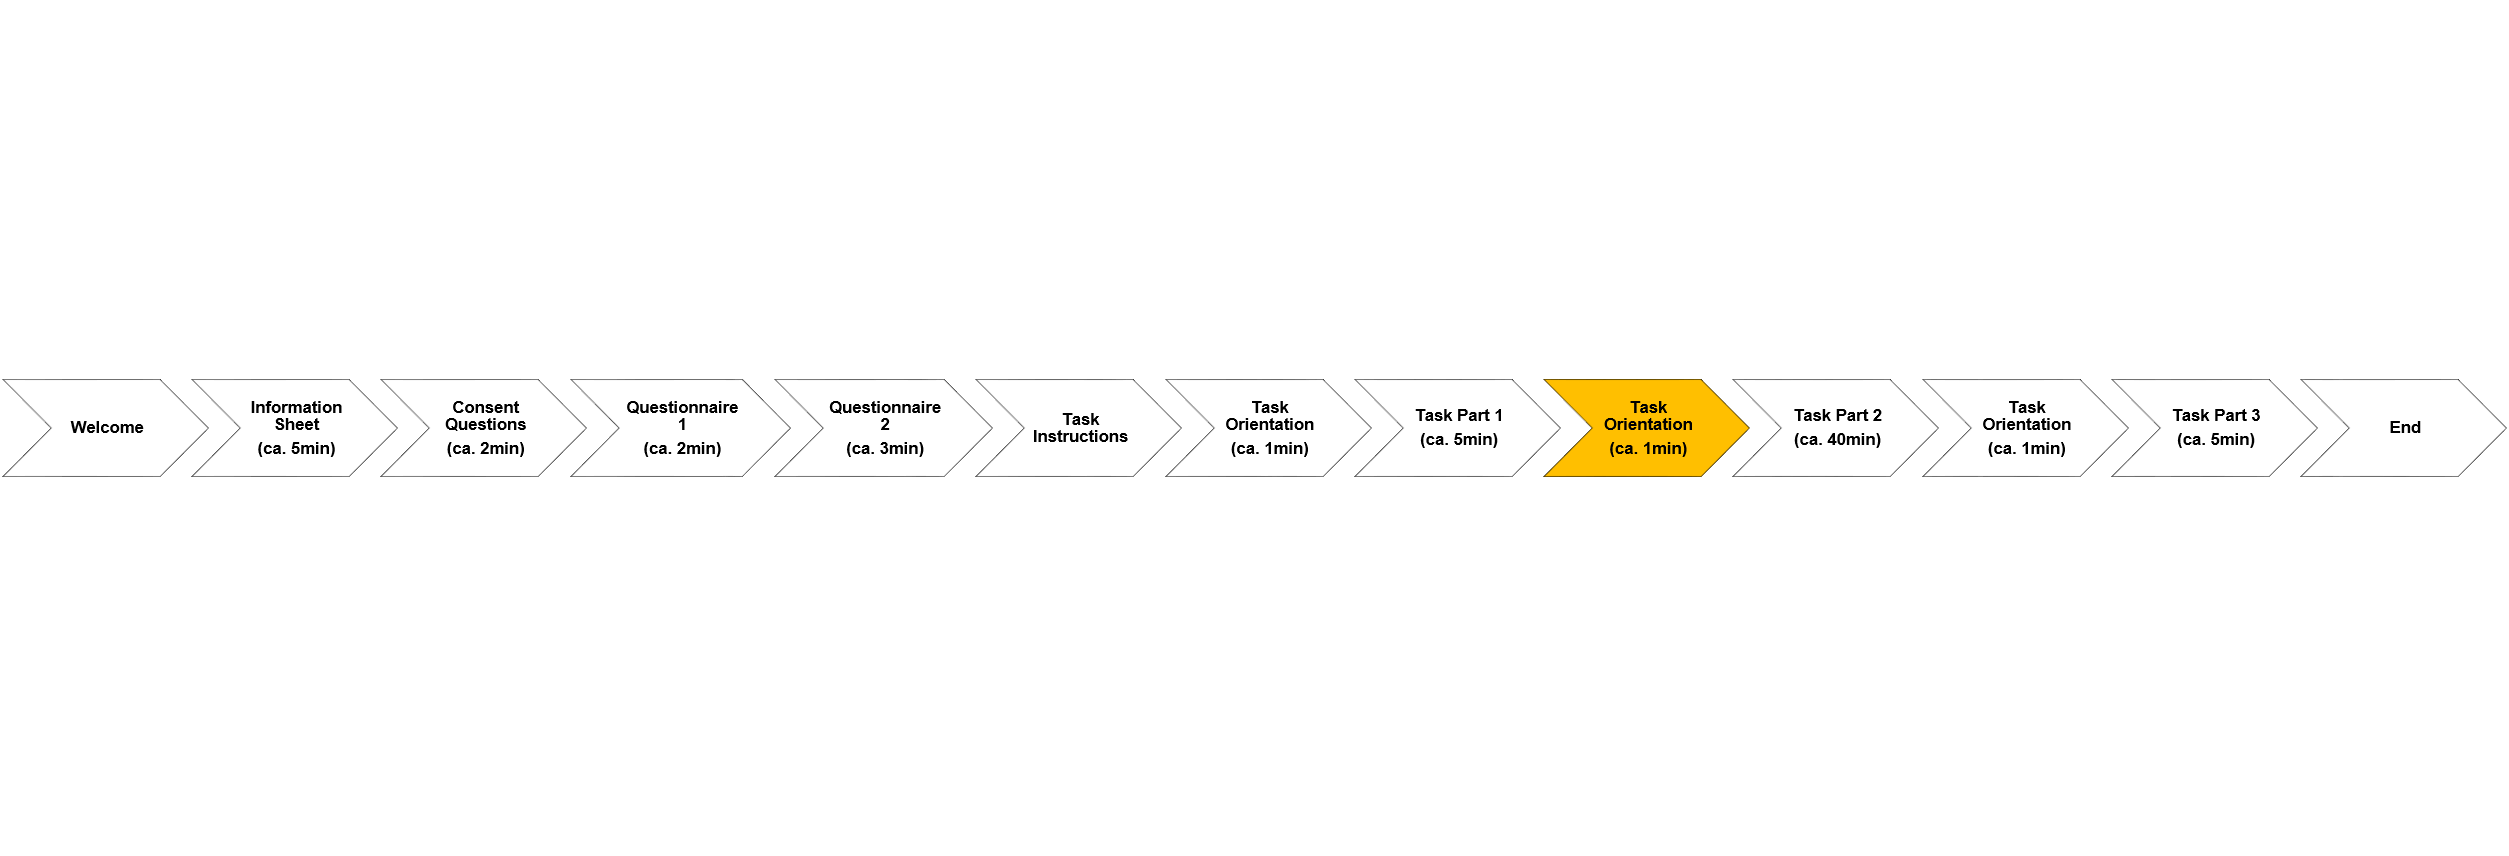 Welcome
Information
Sheet
(ca. 5min)
Consent
Questions
(ca. 2min)
Questionnaire
1
(ca. 2min)
Questionnaire
2
(ca. 3min)
Task
Instructions
Task
Orientation
(ca. 1min)
Task Part 1
(ca. 5min)
Task
Orientation
(ca. 1min)
Task Part 2
(ca. 40min)
Task
Orientation
(ca. 1min)
Task Part 3
(ca. 5min)
End